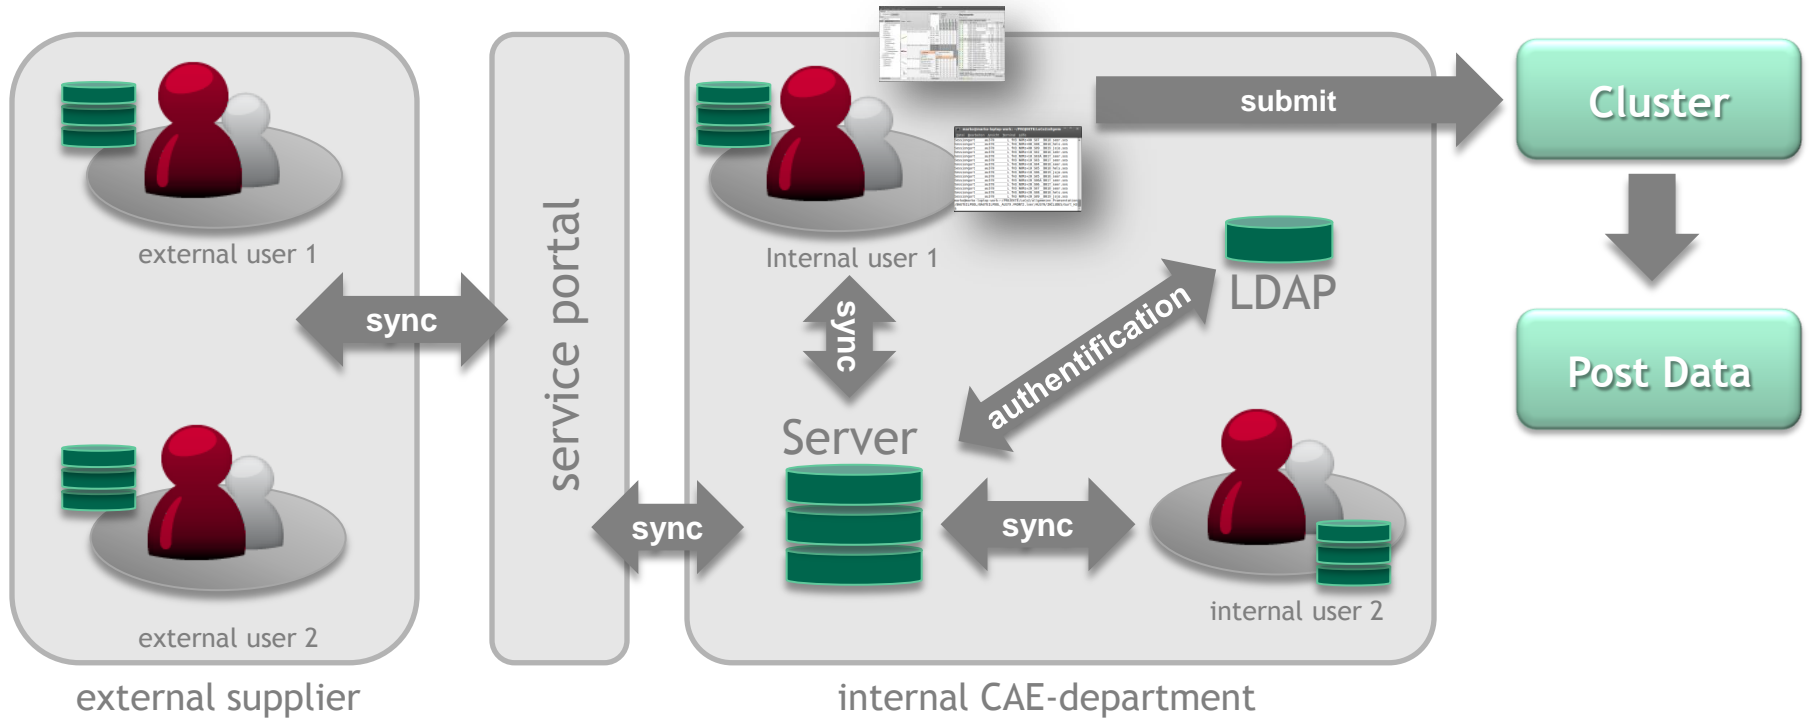 submit
Cluster
external user 1
Internal user 1
LDAP
service portal
sync
sync
authentification
Post Data
Server
sync
sync
internal user 2
external user 2
external supplier
internal CAE-department